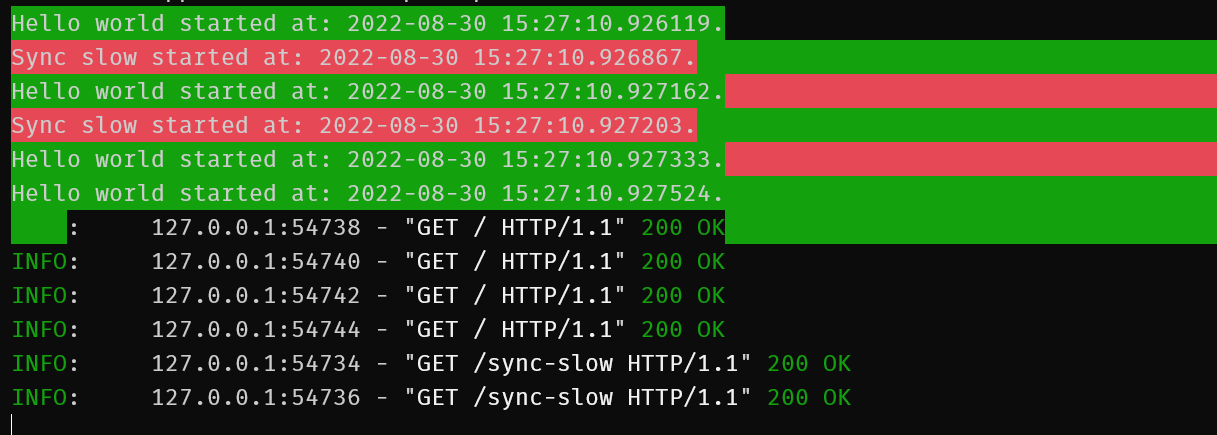 Hello world started at: 2022-08-30 15:27:10.926119.
Sync slow started at: 2022-08-30 15:27:10.926867.
Hello world started at: 2022-08-30 15:27:10.927162.
Sync slow started at: 2022-08-30 15:27:10.927203.
Hello world started at: 2022-08-30 15:27:10.927333.
Hello world started at: 2022-08-30 15:27:10.927524.
:     127.0.0.1:54738 - "GET / HTTP/1.1" 200 OK
INFO:     127.0.0.1:54740 - "GET / HTTP/1.1" 200 OK
INFO:     127.0.0.1:54742 - "GET / HTTP/1.1" 200 OK
INFO:     127.0.0.1:54744 - "GET / HTTP/1.1" 200 OK
INFO:     127.0.0.1:54734 - "GET /sync-slow HTTP/1.1" 200 OK
INFO:     127.0.0.1:54736 - "GET /sync-slow HTTP/1.1" 200 OK